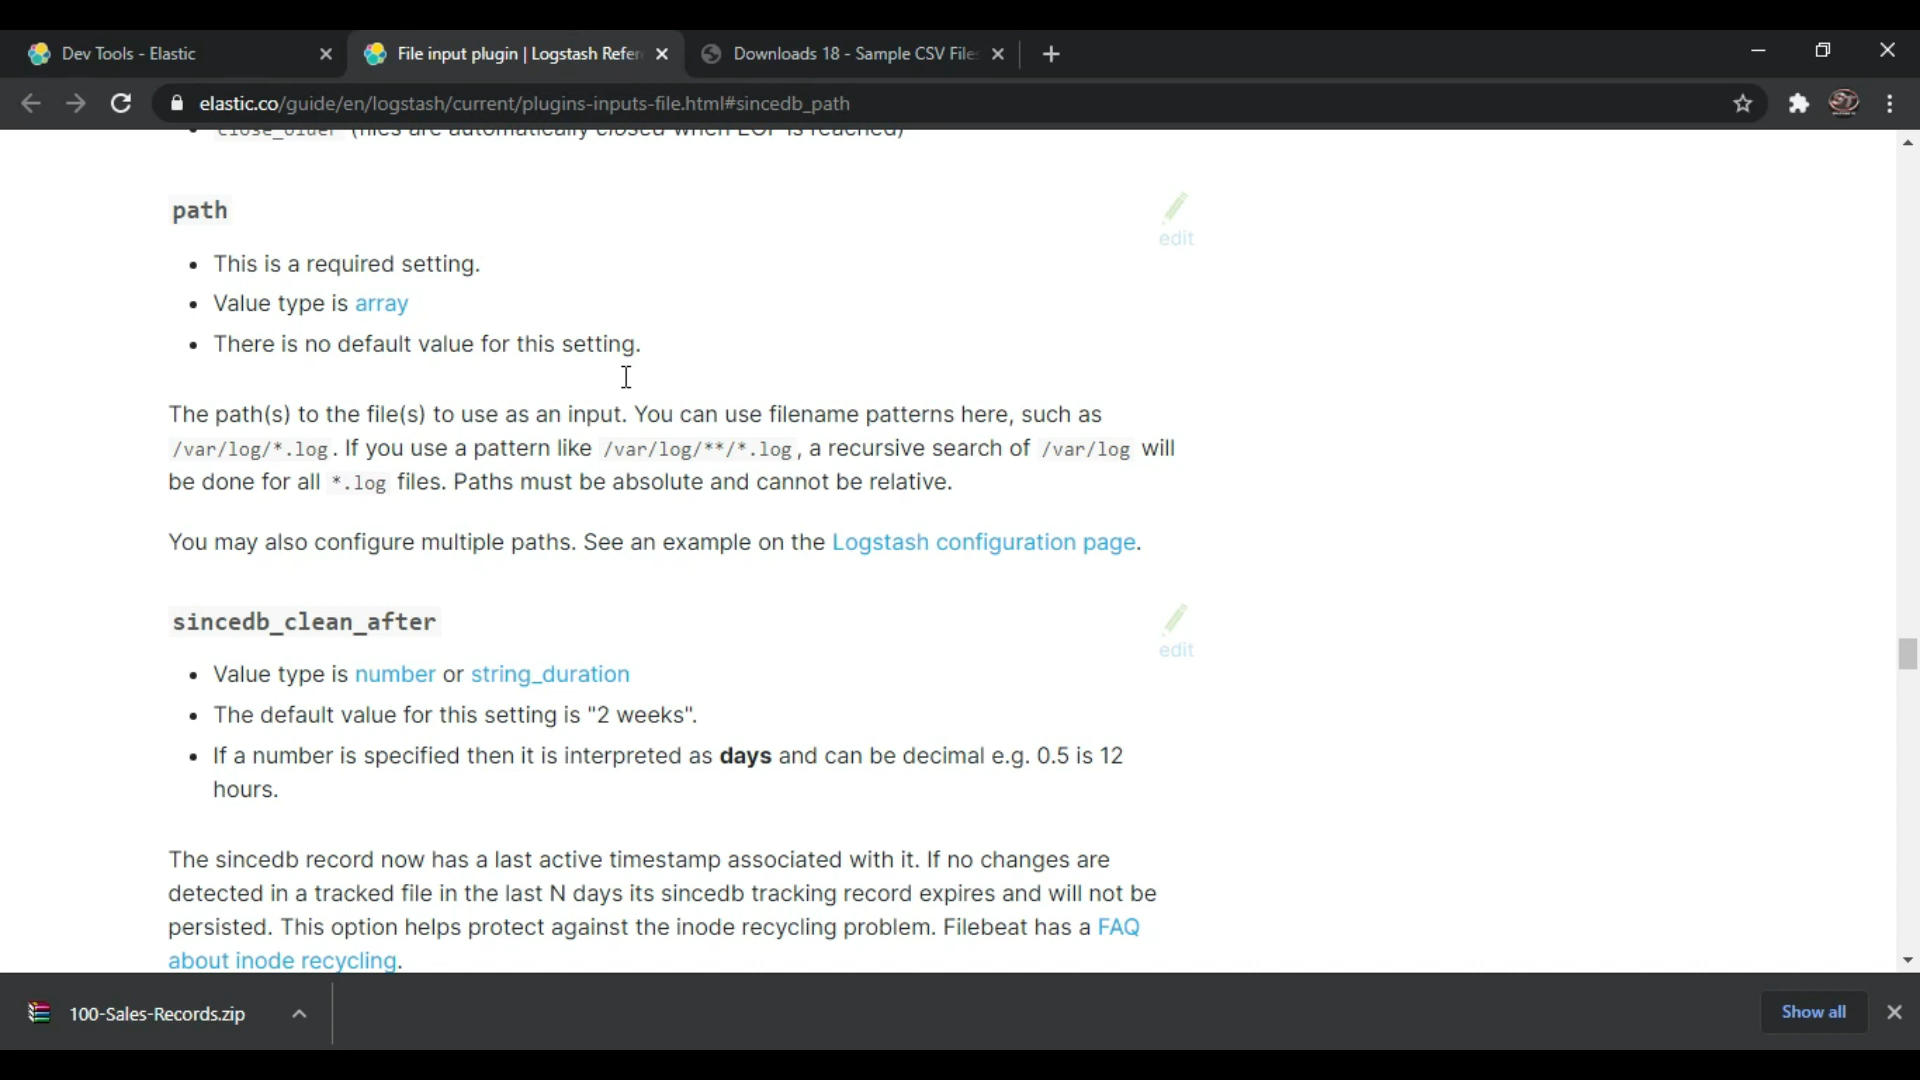 Dev Tools - Elastic
File input plugin | Logstash Refer
Downloads 18 - Sample CSV File
elastic.co/guide/en/logstash/current/plugins-inputs-file.html#sincedb_path
close_older (files are automatically closed when EOF is reached)
path
edit
This is a required setting.
Value type is array
There is no default value for this setting.
The path(s) to the file(s) to use as an input. You can use filename patterns here, such as
/var/log/*.log. If you use a pattern like /var/log/**/*.log, a recursive search of /var/log will
be done for all *.log files. Paths must be absolute and cannot be relative.
You may also configure multiple paths. See an example on the Logstash configuration page.
sincedb_clean_after
edit
Value type is number or string_duration
The default value for this setting is "2 weeks".
If a number is specified then it is interpreted as days and can be decimal e.g. 0.5 is 12
hours.
The sincedb record now has a last active timestamp associated with it. If no changes are
detected in a tracked file in the last N days its sincedb tracking record expires and will not be
persisted. This option helps protect against the inode recycling problem. Filebeat has a FAQ
about inode recycling.
100-Sales-Records.zip
Show all